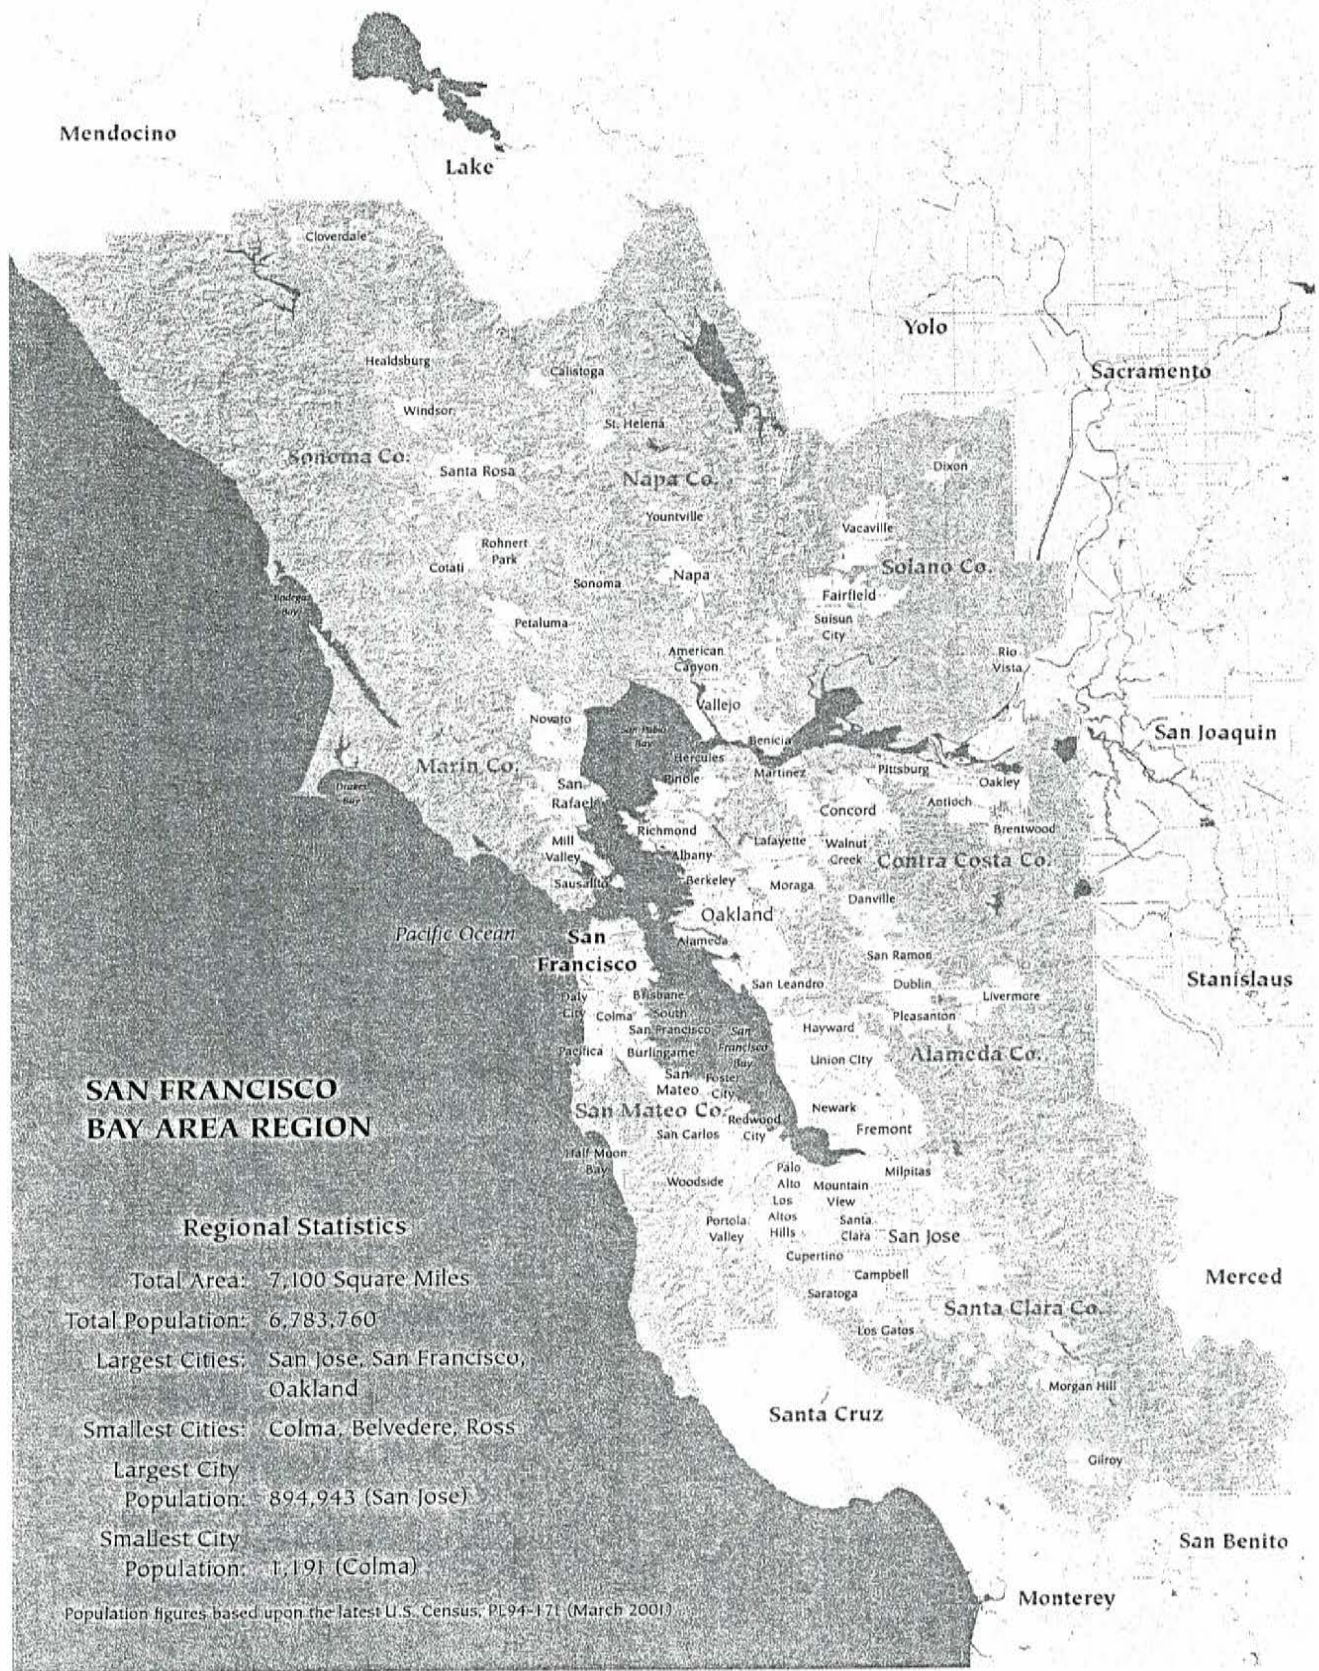 Mendocino
Lake
Cloverdale
Yolo
Healdsburg
Calistoga
Sacramento
Windsor
St. Helena
Sonoma Co.
Santa Rosa
Napa Co.
Dixon
Yountville
Vacaville
Rohnert
Park
Cotati
Sonoma
Napa
Solano Co.
Fairfield
Bodega
Bay
Petaluma
Suisun
City
American
Canyon
Rio
Vista
Vallejo
Novato
San Pablo
Bay
Benicia
San Joaquin
Hercules
Marin Co.
Martinez
Pittsburg
Pinole
Oakley
San
Rafael
Drakes
Bay
Concord
Antioch
Richmond
Brentwood
Mill
Valley
Lafayette
Walnut
Creek
Albany
Contra Costa Co.
Sausalito
Berkeley
Moraga
Danville
Oakland
Pacific Ocean
San
Francisco
Alameda
San Ramon
San Leandro
Dublin
Stanislaus
Daly
City
Brisbane
Livermore
Colma
South
San Francisco
Pleasanton
San
Francisco
Bay
Hayward
Pacifica
Burlingame
Union City
Alameda Co.
San
Mateo
Foster
City
SAN FRANCISCO
BAY AREA REGION
San Mateo Co.
Redwood
City
Newark
San Carlos
Fremont
Half Moon
Bay
Palo
Alto
Milpitas
Woodside
Mountain
View
Los
Altos
Hills
Portola
Valley
Santa
Clara
San Jose
Cupertino
Campbell
Merced
Saratoga
Santa Clara Co.
Los Gatos
Morgan Hill
Santa Cruz
Gilroy
San Benito
Monterey
Regional Statistics
Total Area: 7,100 Square Miles
Total Population: 6,783,760
Largest Cities: San Jose, San Francisco,
Oakland
Smallest Cities: Colma, Belvedere, Ross
Largest City
Population: 894,943 (San Jose)
Smallest City
Population: 1,191 (Colma)
Population figures based upon the latest U.S. Census, PL94-171 (March 2001)